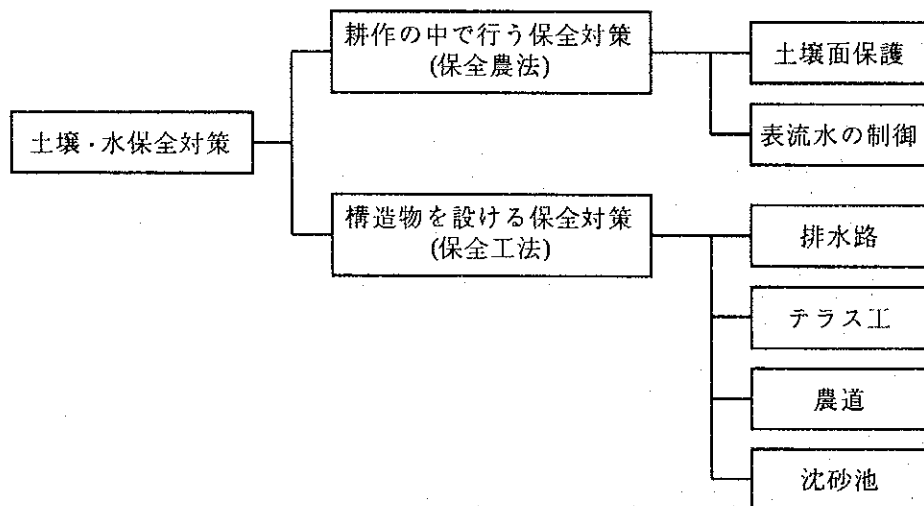 土壌・水保全対策
耕作の中で行う保全対策
(保全農法)
土壌面保護
表流水の制御
構造物を設ける保全対策
(保全工法)
排水路
テラス工
農道
沈砂池